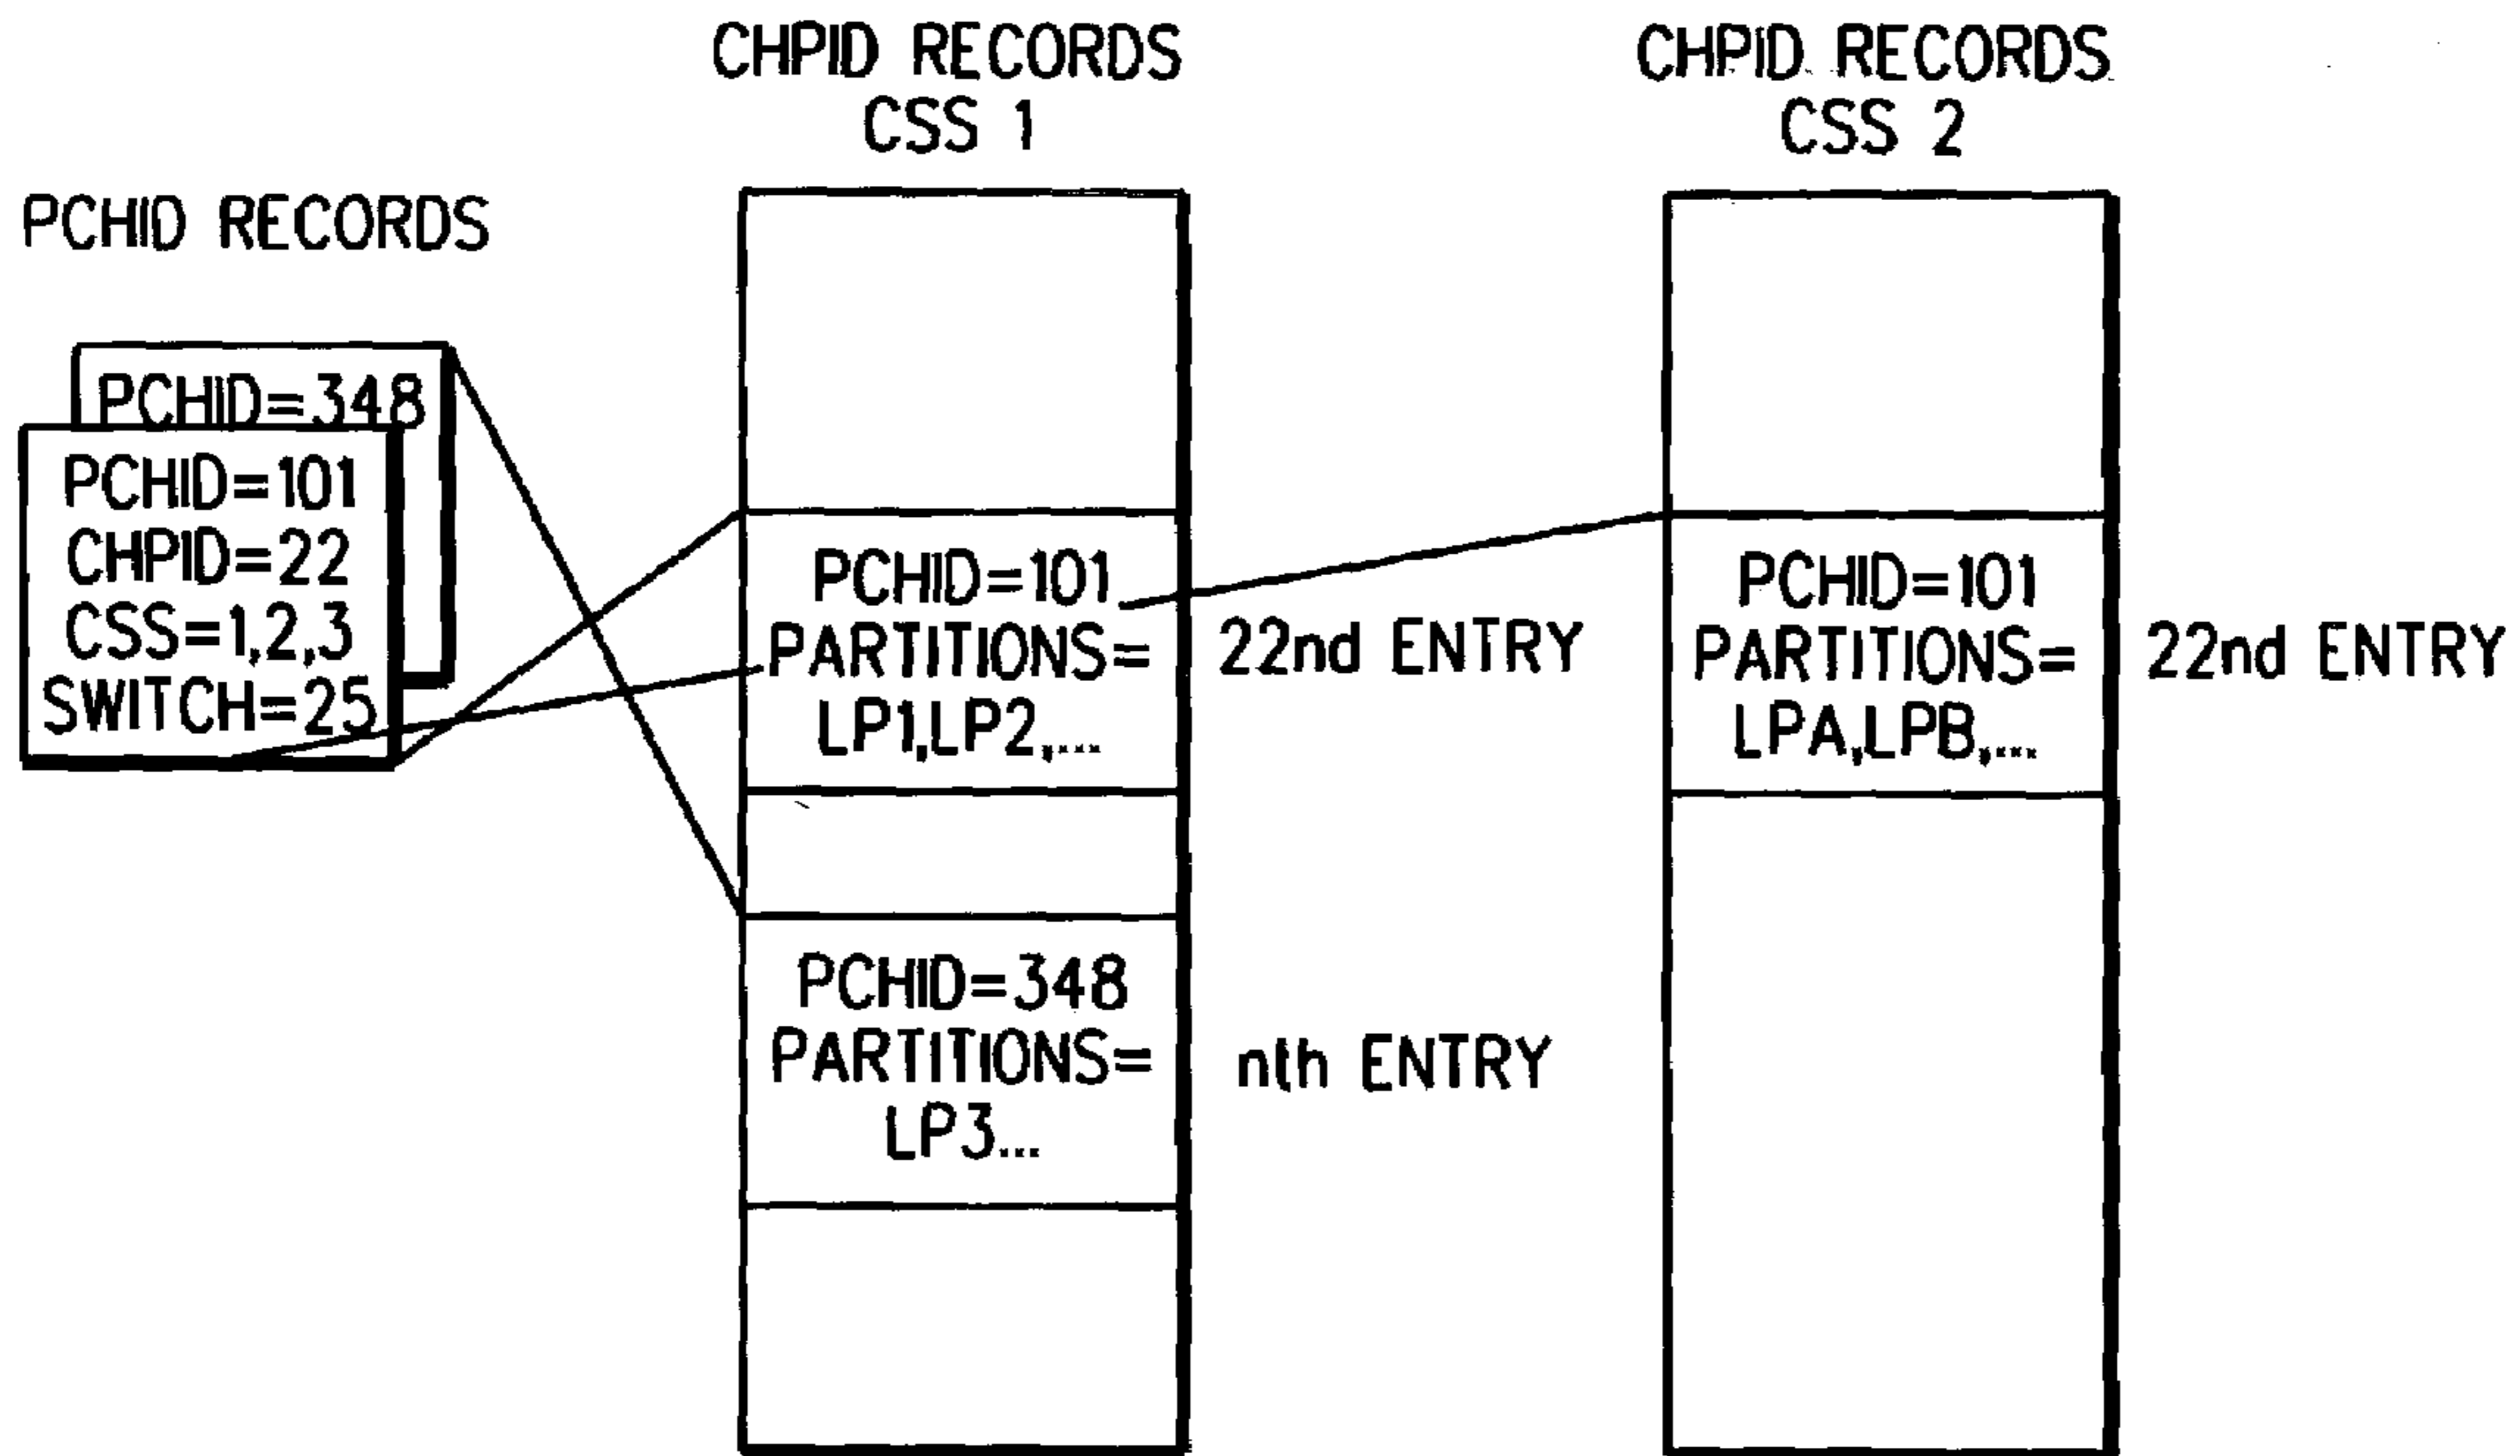 CHPID RECORDS
CSS 1
CHPID RECORDS
CSS 2
PCHID RECORDS
PCHID=348
PCHID=101
CHPID=22
CSS=1,2,3
SWITCH=25
PCHID=101
PARTITIONS=
LP1,LP2,...
22nd ENTRY
PCHID=101
PARTITIONS=
LPA,LPB,...
22nd ENTRY
PCHID=348
PARTITIONS=
LP3...
nth ENTRY